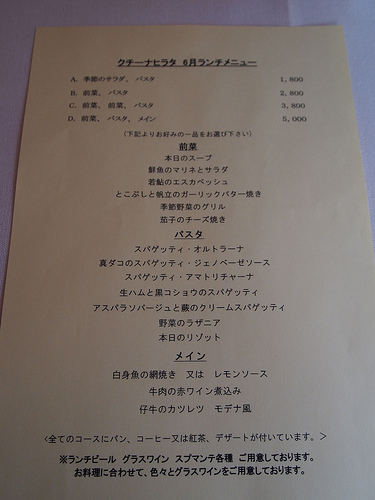 クチーナヒラタ 6月ランチメニュー
A. 季節のサラダ、パスタ 1,800
B. 前菜、パスタ 2,800
C. 前菜、前菜、パスタ 3,800
D. 前菜、パスタ、メイン 5,000
(下記よりお好みの一品をお選び下さい)
前菜
本日のスープ
鮮魚のマリネとサラダ
若鮎のエスカベッシュ
とこぶしと帆立のガーリックバター焼き
季節野菜のグリル
茄子のチーズ焼き
パスタ
スパゲッティ・オルトラーナ
真ダコのスパゲッティ・ジェノベーゼソース
スパゲッティ・アマトリチャーナ
生ハムと黒コショウのスパゲッティ
アスパラソバージュと蕨のクリームスパゲッティ
野菜のラザニア
本日のリゾット
メイン
白身魚の網焼き 又は レモンソース
牛肉の赤ワイン煮込み
仔牛のカツレツ モデナ風
<全てのコースにパン、コーヒー又は紅茶、デザートが付いています。>
※ランチビール グラスワイン スプマンテ各種 ご用意しております。
お料理に合わせて、色々とグラスワインをご用意しております。